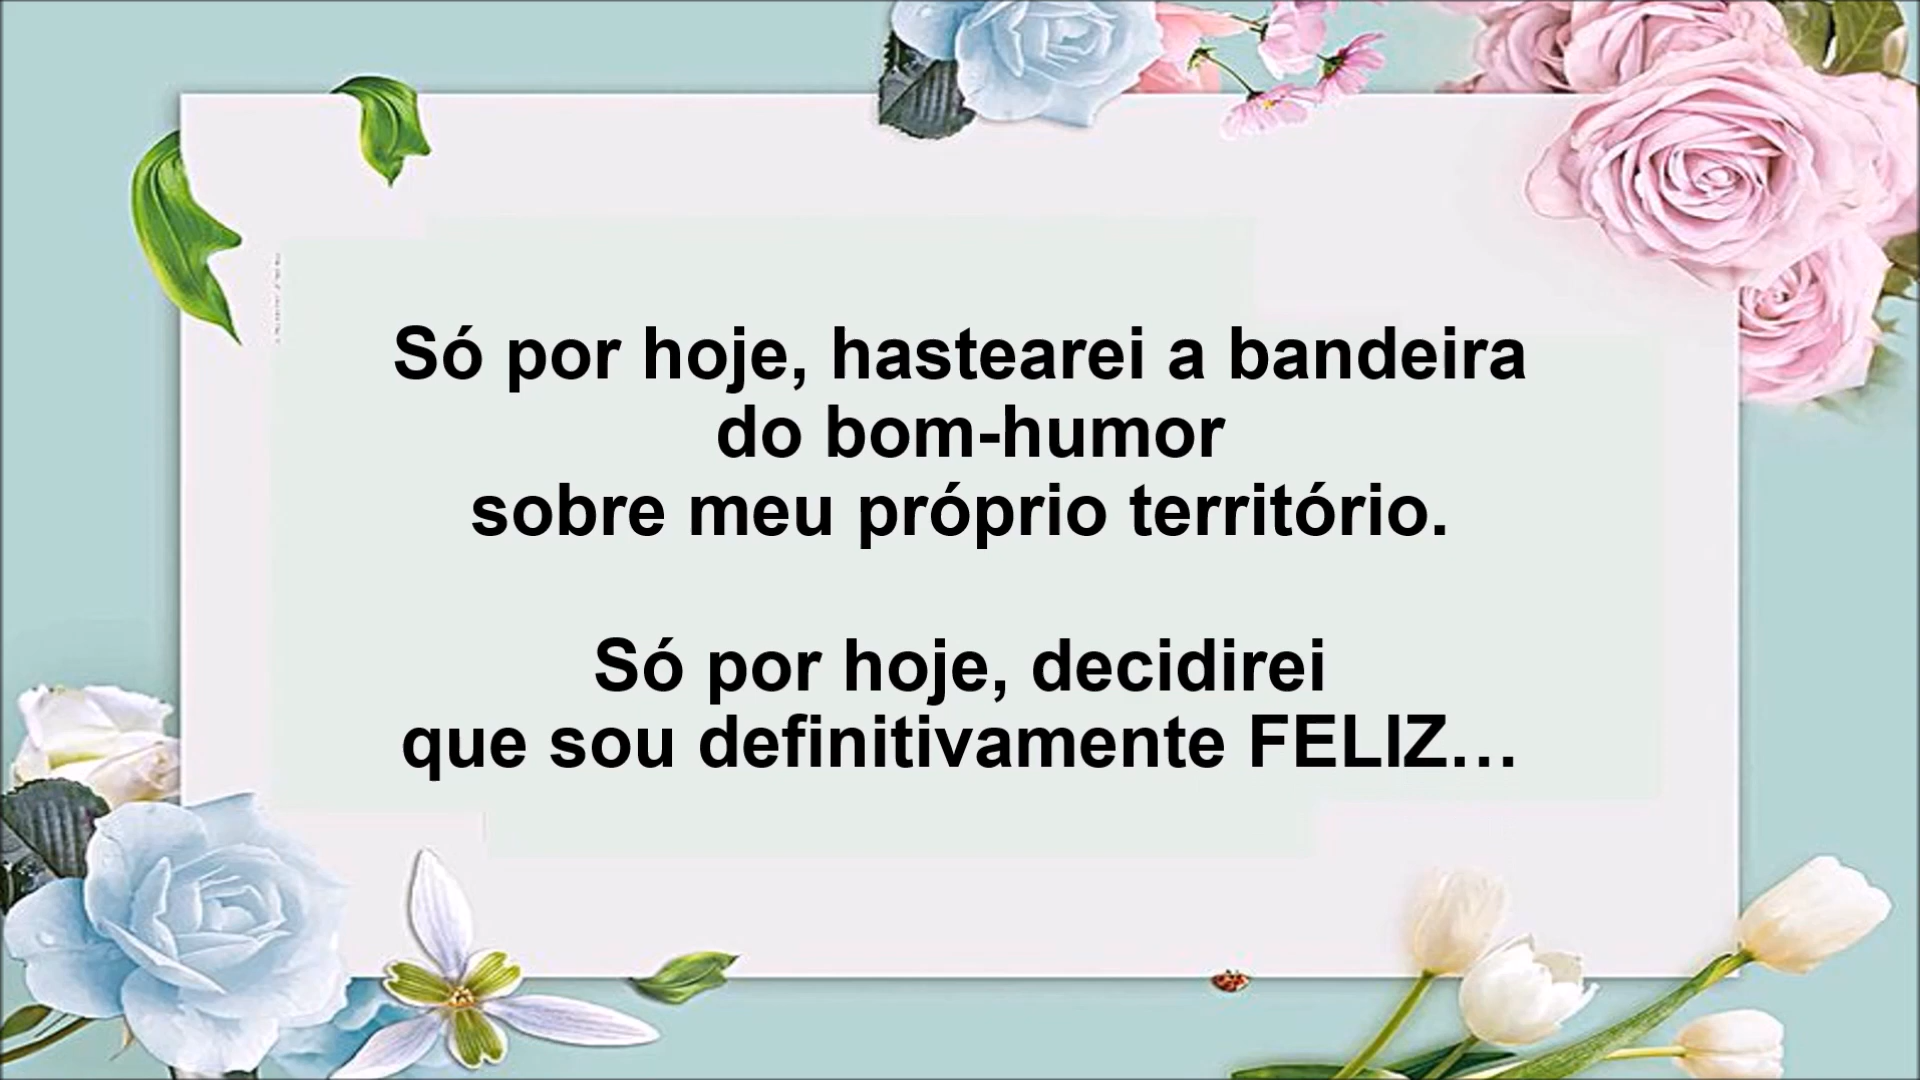 Só por hoje, hastearei a bandeira
do bom-humor
sobre meu próprio território.
Só por hoje, decidirei
que sou definitivamente FELIZ…